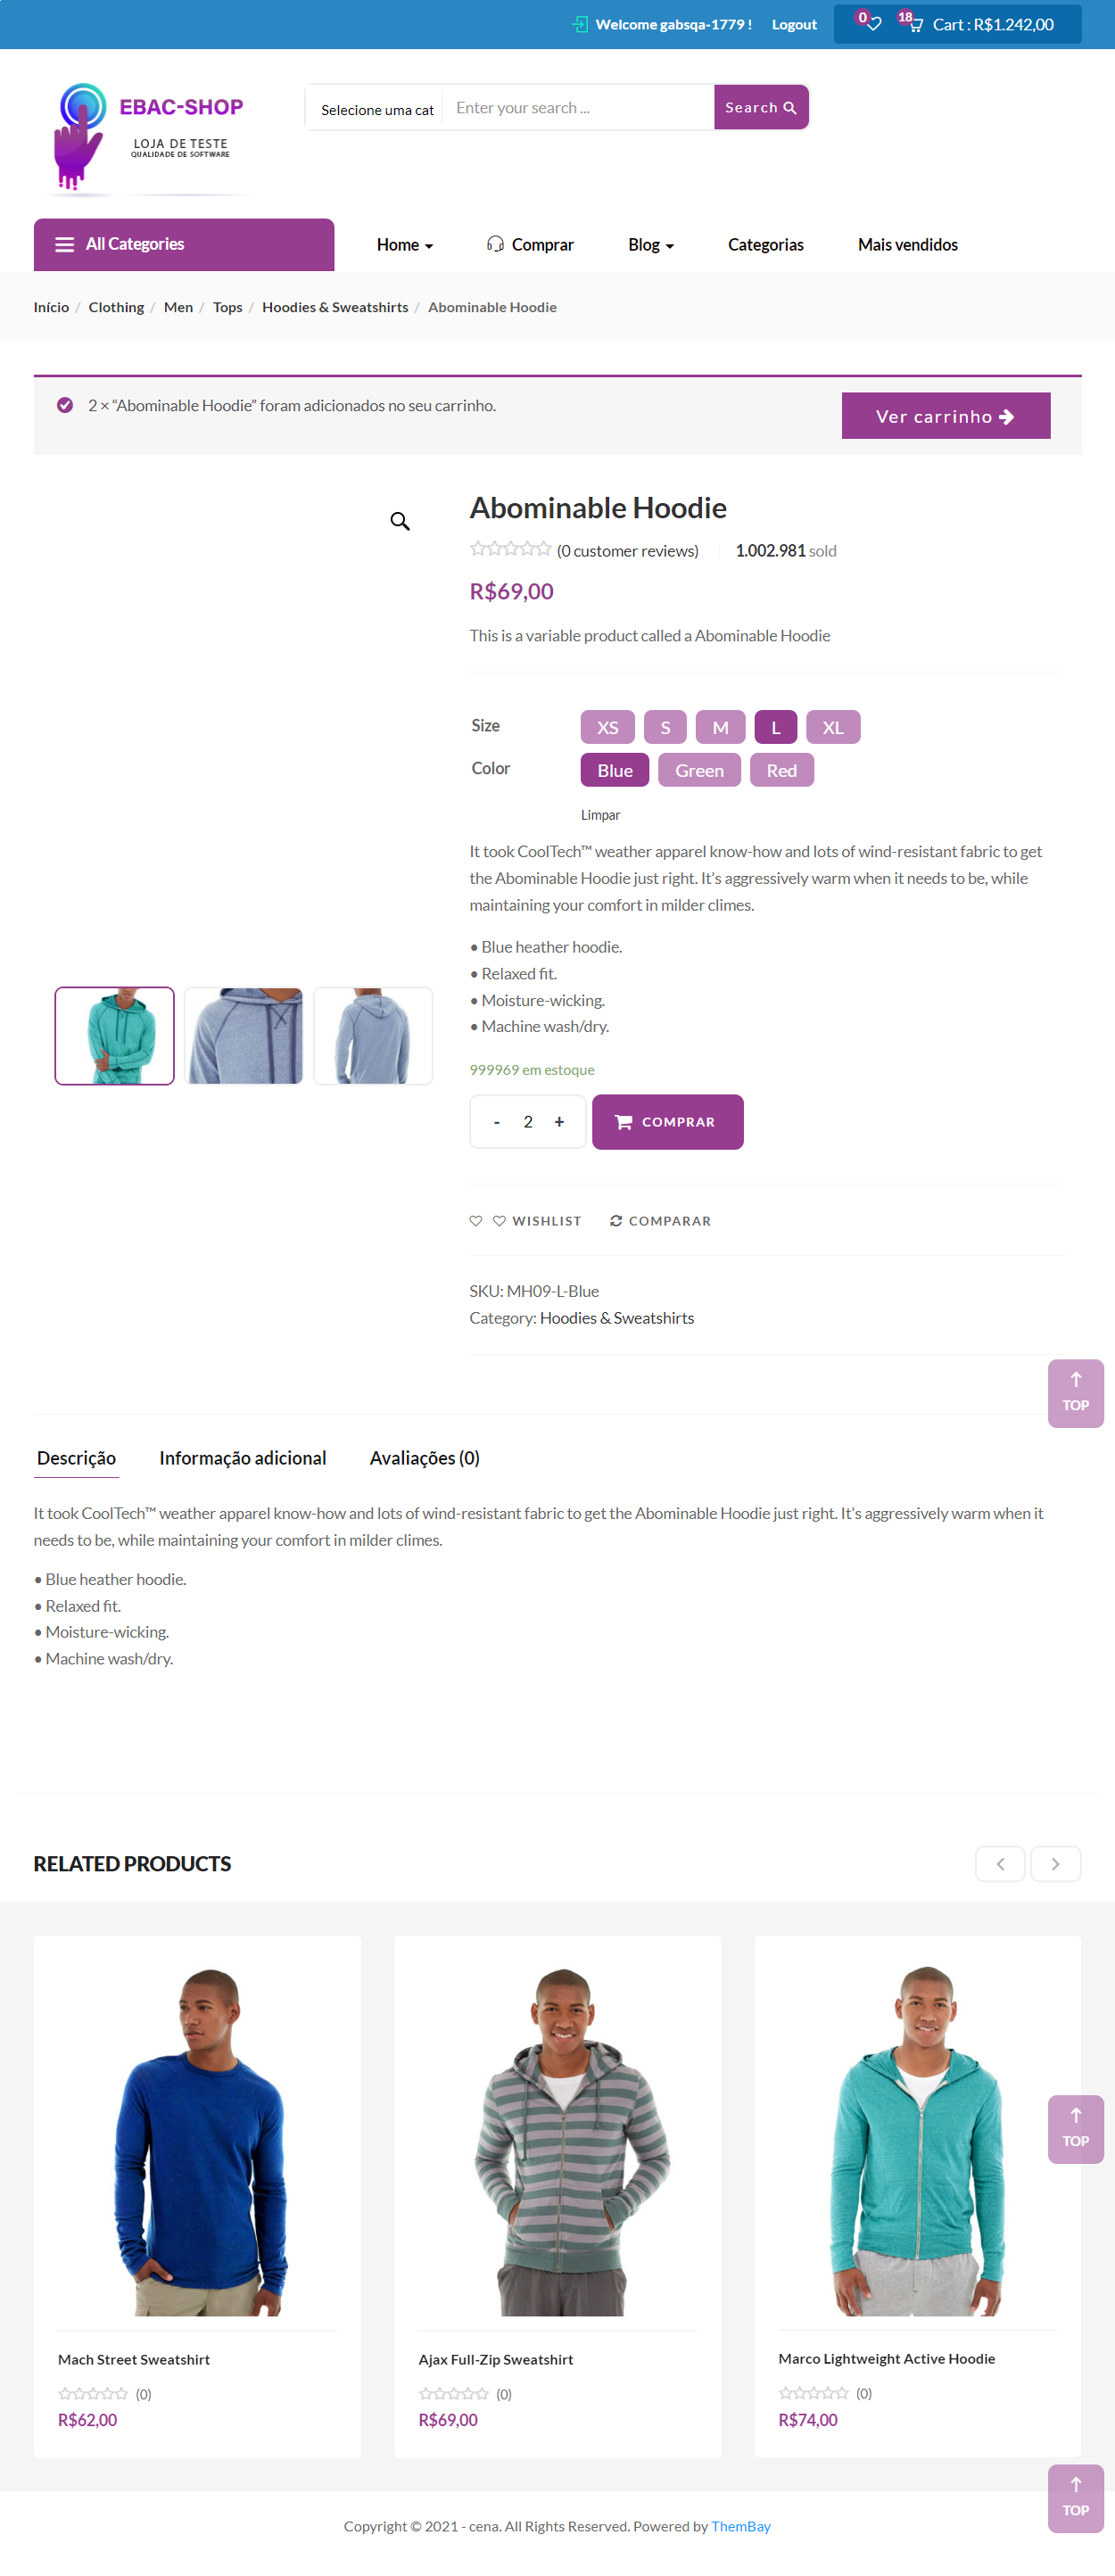 Welcome gabsqa-1779 ! Logout 0 18 Cart : R$1.242,00
EBAC-SHOP
LOJA DE TESTE
QUALIDADE DE SOFTWARE
Selecione uma cat Enter your search ... Search
All Categories Home Comprar Blog Categorias Mais vendidos
Início / Clothing / Men / Tops / Hoodies & Sweatshirts / Abominable Hoodie
2 × “Abominable Hoodie” foram adicionados no seu carrinho. Ver carrinho
Abominable Hoodie
(0 customer reviews) 1.002.981 sold
R$69,00
This is a variable product called a Abominable Hoodie
Size XS S M L XL
Color Blue Green Red
Limpar
It took CoolTech™ weather apparel know-how and lots of wind-resistant fabric to get
the Abominable Hoodie just right. It’s aggressively warm when it needs to be, while
maintaining your comfort in milder climes.
• Blue heather hoodie.
• Relaxed fit.
• Moisture-wicking.
• Machine wash/dry.
999969 em estoque
- 2 + COMPRAR
WISHLIST COMPARAR
SKU: MH09-L-Blue
Category: Hoodies & Sweatshirts
TOP
Descrição Informação adicional Avaliações (0)
It took CoolTech™ weather apparel know-how and lots of wind-resistant fabric to get the Abominable Hoodie just right. It’s aggressively warm when it
needs to be, while maintaining your comfort in milder climes.
• Blue heather hoodie.
• Relaxed fit.
• Moisture-wicking.
• Machine wash/dry.
RELATED PRODUCTS
TOP
Mach Street Sweatshirt
(0)
R$62,00
Ajax Full-Zip Sweatshirt
(0)
R$69,00
Marco Lightweight Active Hoodie
(0)
R$74,00
TOP
Copyright © 2021 - cena. All Rights Reserved. Powered by ThemBay